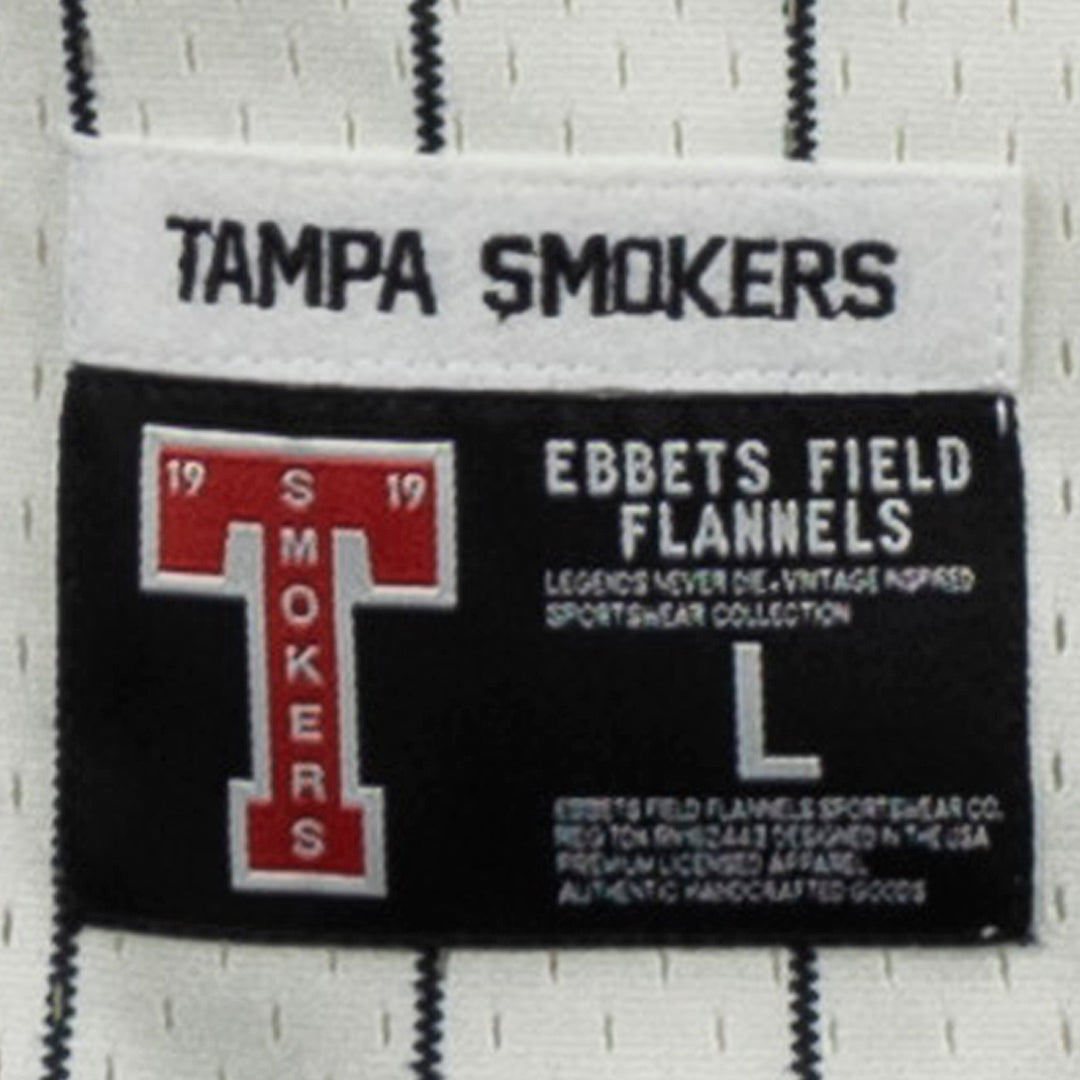 TAMPA SMOKERS
19 19
SMOKERS
EBBETS FIELD
FLANNELS
LEGENDS NEVER DIE. VINTAGE INSPIRED
SPORTSWEAR COLLECTION
L
EBBETS FIELD FLANNELS SPORTSWEAR CO.
DESIGNED IN THE USA
PREMIUM LICENSED APPAREL
AUTHENTIC HANDCRAFTED GOODS